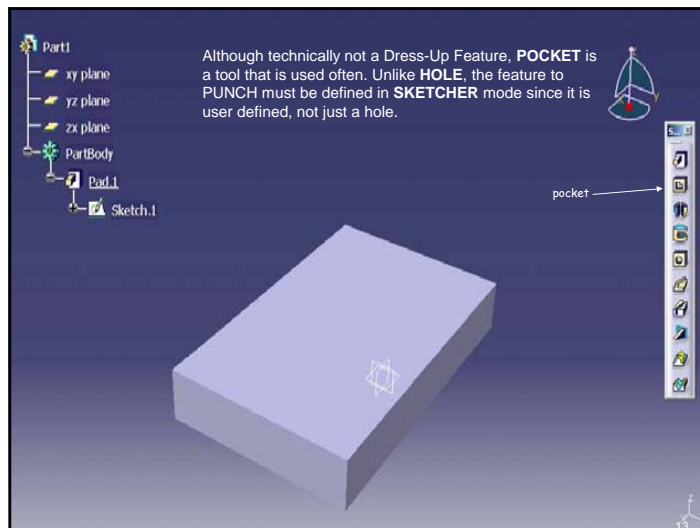 Part1
xy plane
yz plane
zx plane
PartBody
Pad.1
Sketch.1
Although technically not a Dress-Up Feature, POCKET is
a tool that is used often. Unlike HOLE, the feature to
PUNCH must be defined in SKETCHER mode since it is
user defined, not just a hole.
S...
pocket
13